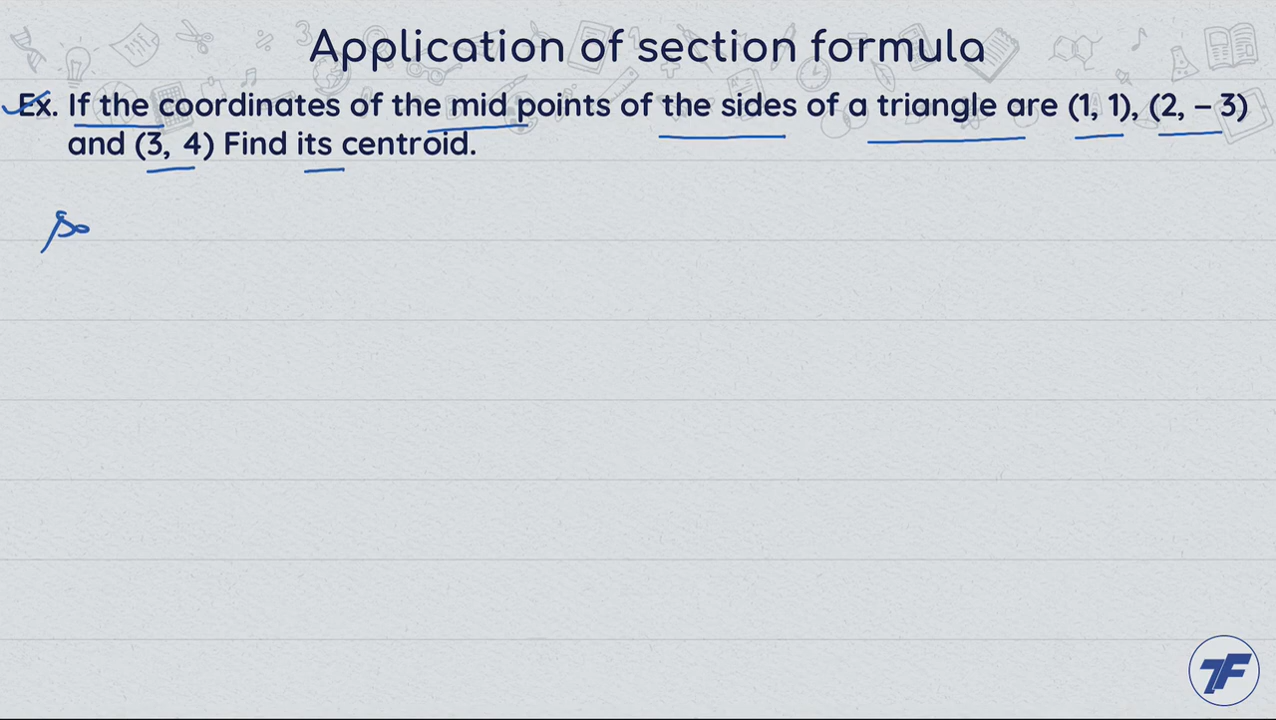 Application of section formula
Ex. If the coordinates of the mid points of the sides of a triangle are (1, 1), (2, – 3)
and (3, 4) Find its centroid.
So
TF